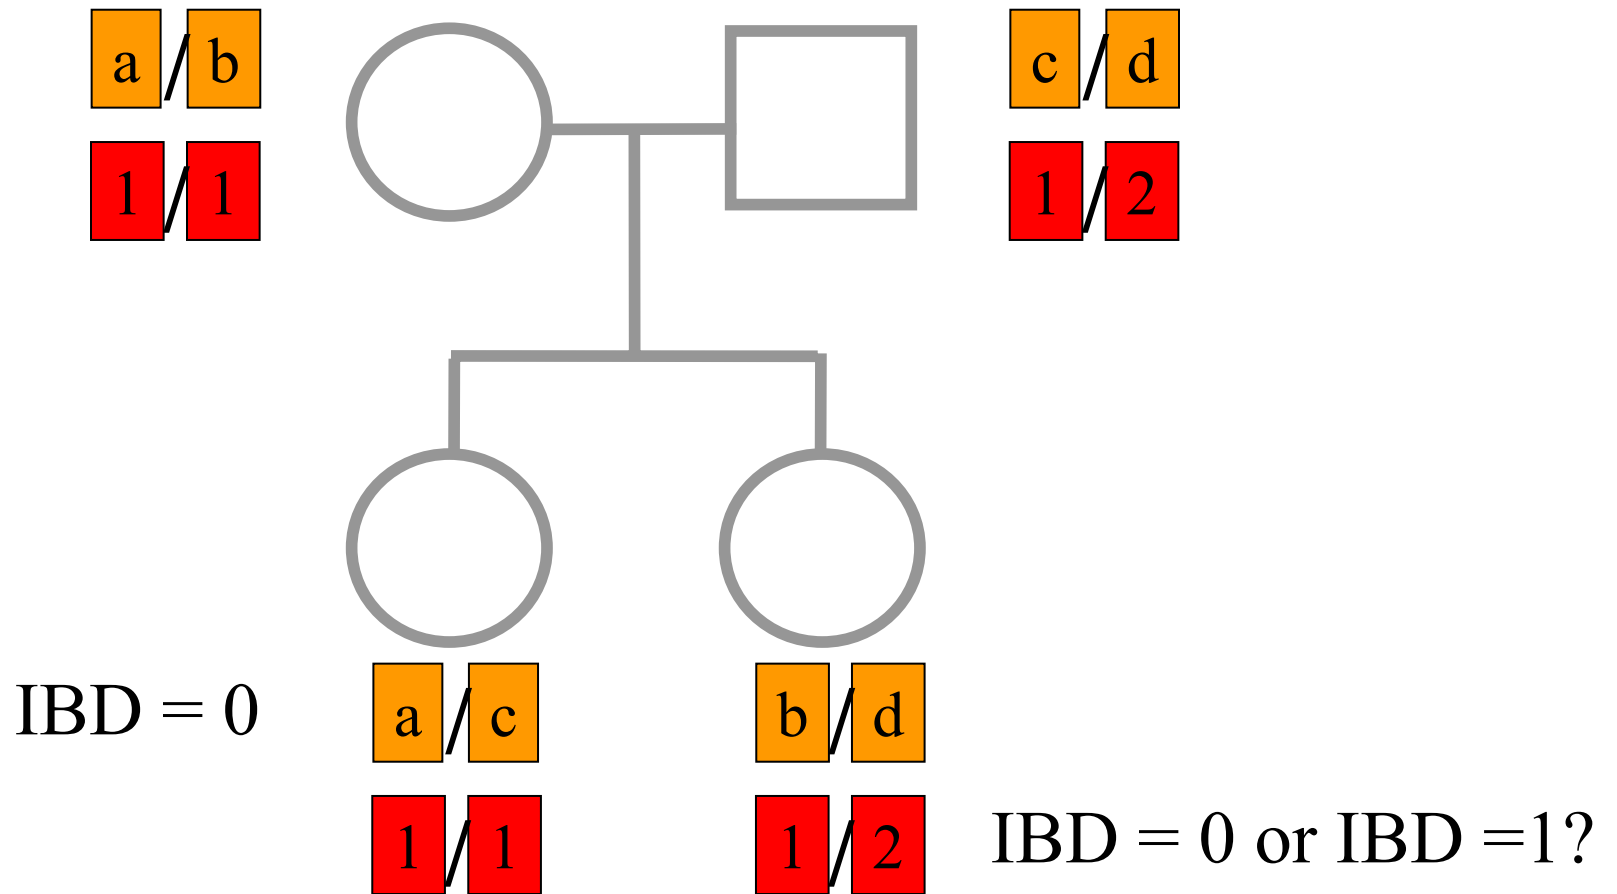 a / b
c / d
1 / 1
1 / 2
IBD = 0
a / c
b / d
1 / 1
1 / 2
IBD = 0 or IBD =1?